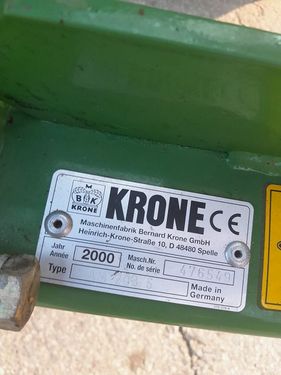 M
B K
KRONE
KRONE CE
Maschinenfabrik Bernard Krone GmbH
Heinrich-Krone-Straße 10, D 48480 Spelle
Jahr
Année
2000
Masch.Nr.
No. de série
476549
Type
Made in
Germany